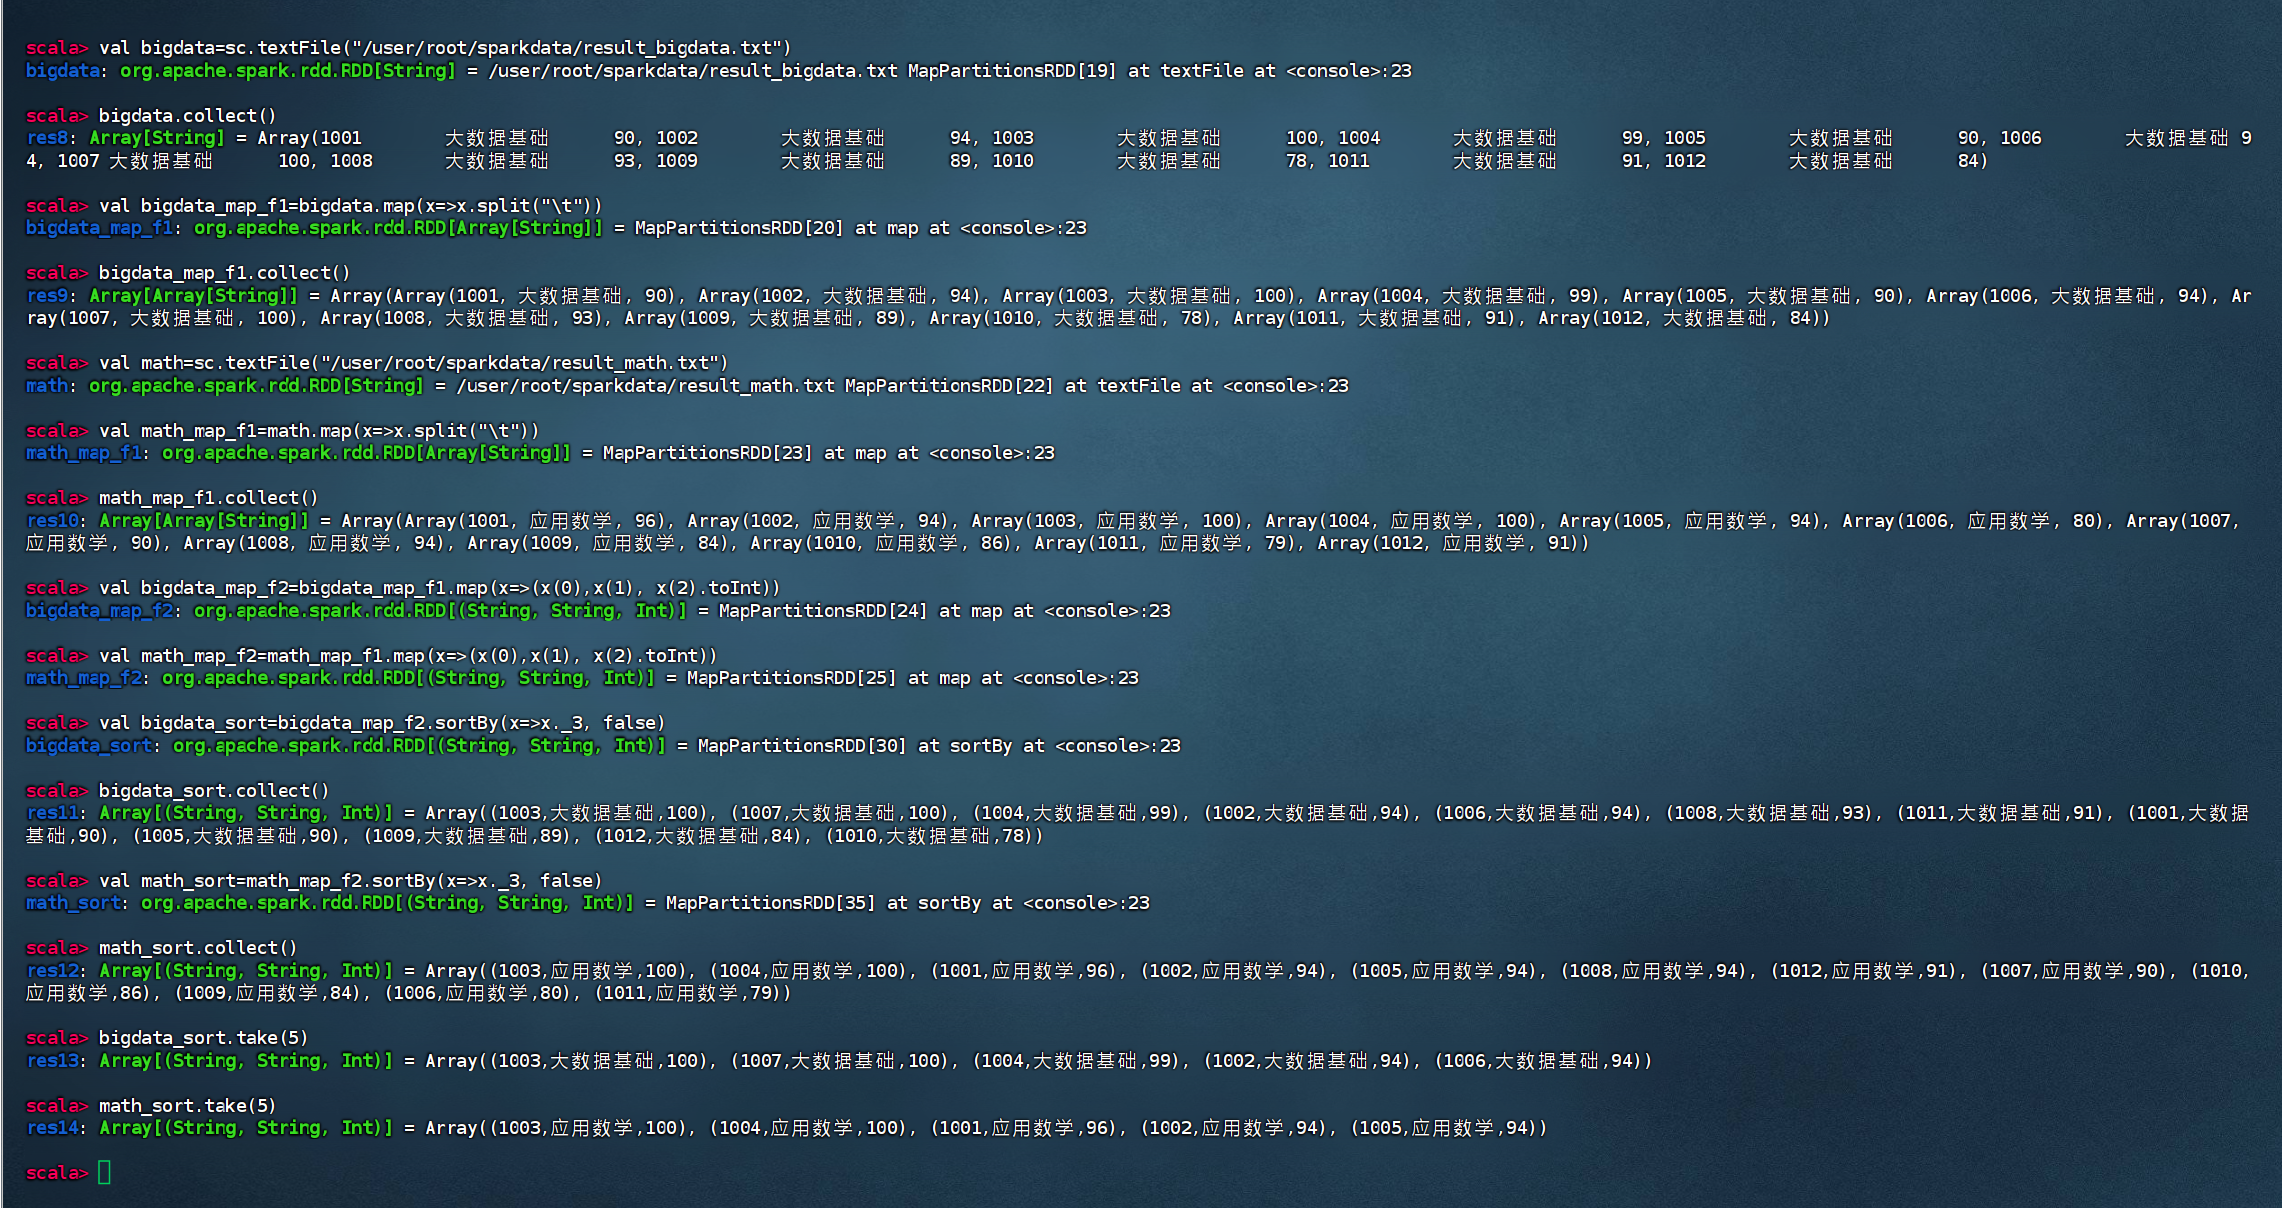 scala> val bigdata=sc.textFile("/user/root/sparkdata/result_bigdata.txt")
bigdata: org.apache.spark.rdd.RDD[String] = /user/root/sparkdata/result_bigdata.txt MapPartitionsRDD[19] at textFile at <console>:23
scala> bigdata.collect()
res8: Array[String] = Array(1001 大数据基础 90, 1002 大数据基础 94, 1003 大数据基础 100, 1004 大数据基础 99, 1005 大数据基础 90, 1006 大数据基础 9
4, 1007 大数据基础 100, 1008 大数据基础 93, 1009 大数据基础 89, 1010 大数据基础 78, 1011 大数据基础 91, 1012 大数据基础 84)
scala> val bigdata_map_f1=bigdata.map(x=>x.split("\t"))
bigdata_map_f1: org.apache.spark.rdd.RDD[Array[String]] = MapPartitionsRDD[20] at map at <console>:23
scala> bigdata_map_f1.collect()
res9: Array[Array[String]] = Array(Array(1001, 大数据基础, 90), Array(1002, 大数据基础, 94), Array(1003, 大数据基础, 100), Array(1004, 大数据基础, 99), Array(1005, 大数据基础, 90), Array(1006, 大数据基础, 94), Ar
ray(1007, 大数据基础, 100), Array(1008, 大数据基础, 93), Array(1009, 大数据基础, 89), Array(1010, 大数据基础, 78), Array(1011, 大数据基础, 91), Array(1012, 大数据基础, 84))
scala> val math=sc.textFile("/user/root/sparkdata/result_math.txt")
math: org.apache.spark.rdd.RDD[String] = /user/root/sparkdata/result_math.txt MapPartitionsRDD[22] at textFile at <console>:23
scala> val math_map_f1=math.map(x=>x.split("\t"))
math_map_f1: org.apache.spark.rdd.RDD[Array[String]] = MapPartitionsRDD[23] at map at <console>:23
scala> math_map_f1.collect()
res10: Array[Array[String]] = Array(Array(1001, 应用数学, 96), Array(1002, 应用数学, 94), Array(1003, 应用数学, 100), Array(1004, 应用数学, 100), Array(1005, 应用数学, 94), Array(1006, 应用数学, 80), Array(1007,
应用数学, 90), Array(1008, 应用数学, 94), Array(1009, 应用数学, 84), Array(1010, 应用数学, 86), Array(1011, 应用数学, 79), Array(1012, 应用数学, 91))
scala> val bigdata_map_f2=bigdata_map_f1.map(x=>(x(0),x(1), x(2).toInt))
bigdata_map_f2: org.apache.spark.rdd.RDD[(String, String, Int)] = MapPartitionsRDD[24] at map at <console>:23
scala> val math_map_f2=math_map_f1.map(x=>(x(0),x(1), x(2).toInt))
math_map_f2: org.apache.spark.rdd.RDD[(String, String, Int)] = MapPartitionsRDD[25] at map at <console>:23
scala> val bigdata_sort=bigdata_map_f2.sortBy(x=>x._3, false)
bigdata_sort: org.apache.spark.rdd.RDD[(String, String, Int)] = MapPartitionsRDD[30] at sortBy at <console>:23
scala> bigdata_sort.collect()
res11: Array[(String, String, Int)] = Array((1003,大数据基础,100), (1007,大数据基础,100), (1004,大数据基础,99), (1002,大数据基础,94), (1006,大数据基础,94), (1008,大数据基础,93), (1011,大数据基础,91), (1001,大数据
基础,90), (1005,大数据基础,90), (1009,大数据基础,89), (1012,大数据基础,84), (1010,大数据基础,78))
scala> val math_sort=math_map_f2.sortBy(x=>x._3, false)
math_sort: org.apache.spark.rdd.RDD[(String, String, Int)] = MapPartitionsRDD[35] at sortBy at <console>:23
scala> math_sort.collect()
res12: Array[(String, String, Int)] = Array((1003,应用数学,100), (1004,应用数学,100), (1001,应用数学,96), (1002,应用数学,94), (1005,应用数学,94), (1008,应用数学,94), (1012,应用数学,91), (1007,应用数学,90), (1010,
应用数学,86), (1009,应用数学,84), (1006,应用数学,80), (1011,应用数学,79))
scala> bigdata_sort.take(5)
res13: Array[(String, String, Int)] = Array((1003,大数据基础,100), (1007,大数据基础,100), (1004,大数据基础,99), (1002,大数据基础,94), (1006,大数据基础,94))
scala> math_sort.take(5)
res14: Array[(String, String, Int)] = Array((1003,应用数学,100), (1004,应用数学,100), (1001,应用数学,96), (1002,应用数学,94), (1005,应用数学,94))
scala>